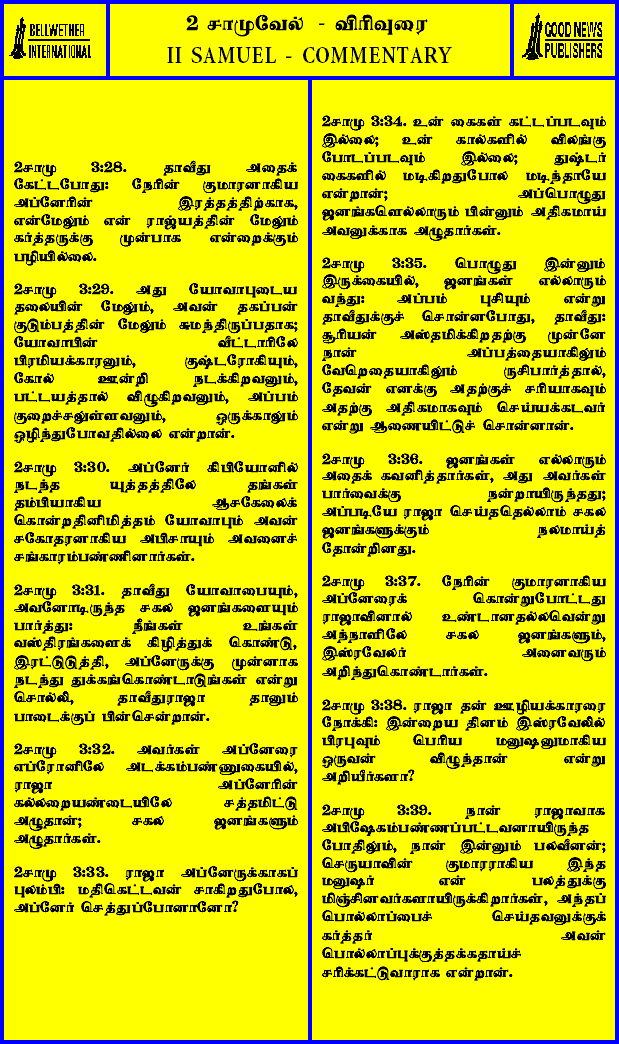 BELLWETHER
INTERNATIONAL
2 சாமுவேல் - விரிவுரை
II SAMUEL - COMMENTARY
GOOD NEWS
PUBLISHERS
2சாமு 3:28. தாவீது அதைக்
கேட்டபோது: நேரின் குமாரனாகிய
அப்னேரின் இரத்தத்திற்காக,
என்மேலும் என் ராஜ்யத்தின் மேலும்
கர்த்தருக்கு முன்பாக என்றைக்கும்
பழியில்லை.
2சாமு 3:29. அது யோவாபுடைய
தலையின் மேலும், அவன் தகப்பன்
குடும்பத்தின் மேலும் சுமந்திருப்பதாக;
யோவாபின் வீட்டாரிலே
பிரமியக்காரனும், குஷ்டரோகியும்,
கோல் ஊன்றி நடக்கிறவனும்,
பட்டயத்தால் விழுகிறவனும், அப்பம்
குறைச்சலுள்ளவனும், ஒருக்காலும்
ஒழிந்துபோவதில்லை என்றான்.
2சாமு 3:30. அப்னேர் கிபியோனில்
நடந்த யுத்தத்திலே தங்கள்
தம்பியாகிய ஆசகேலைக்
கொன்றதினிமித்தம் யோவாபும் அவன்
சகோதரனாகிய அபிசாயும் அவனைச்
சங்காரம்பண்ணினார்கள்.
2சாமு 3:31. தாவீது யோவாபையும்,
அவனோடிருந்த சகல ஜனங்களையும்
பார்த்து: நீங்கள் உங்கள்
வஸ்திரங்களைக் கிழித்துக் கொண்டு,
இரட்டுடுத்தி, அப்னேருக்கு முன்னாக
நடந்து துக்கங்கொண்டாடுங்கள் என்று
சொல்லி, தாவீதுராஜா தானும்
பாடைக்குப் பின்சென்றான்.
2சாமு 3:32. அவர்கள் அப்னேரை
எப்ரோனிலே அடக்கம்பண்ணுகையில்,
ராஜா அப்னேரின்
கல்லறையண்டையிலே சத்தமிட்டு
அழுதான்; சகல ஜனங்களும்
அழுதார்கள்.
2சாமு 3:33. ராஜா அப்னேருக்காகப்
புலம்பி: மதிகெட்டவன் சாகிறதுபோல,
அப்னேர் செத்துப்போனானோ?
2சாமு 3:34. உன் கைகள் கட்டப்படவும்
இல்லை; உன் கால்களில் விலங்கு
போடப்படவும் இல்லை; துஷ்டர்
கைகளில் மடிகிறதுபோல் மடிந்தாயே
என்றான்; அப்பொழுது
ஜனங்களெல்லாரும் பின்னும் அதிகமாய்
அவனுக்காக அழுதார்கள்.
2சாமு 3:35. பொழுது இன்னும்
இருக்கையில், ஜனங்கள் எல்லாரும்
வந்து: அப்பம் புசியும் என்று
தாவீதுக்குச் சொன்னபோது, தாவீது:
சூரியன் அஸ்தமிக்கிறதற்கு முன்னே
நான் அப்பத்தையாகிலும்
வேறெதையாகிலும் ருசிபார்த்தால்,
தேவன் எனக்கு அதற்குச் சரியாகவும்
அதற்கு அதிகமாகவும் செய்யக்கடவர்
என்று ஆணையிட்டுச் சொன்னான்.
2சாமு 3:36. ஜனங்கள் எல்லாரும்
அதைக் கவனித்தார்கள், அது அவர்கள்
பார்வைக்கு நன்றாயிருந்தது;
அப்படியே ராஜா செய்ததெல்லாம் சகல
ஜனங்களுக்கும் நலமாய்த்
தோன்றினது.
2சாமு 3:37. நேரின் குமாரனாகிய
அப்னேரைக் கொன்றுபோட்டது
ராஜாவினால் உண்டானதல்லவென்று
அந்நாளிலே சகல ஜனங்களும்,
இஸ்ரவேலர் அனைவரும்
அறிந்துகொண்டார்கள்.
2சாமு 3:38. ராஜா தன் ஊழியக்காரரை
நோக்கி: இன்றைய தினம் இஸ்ரவேலில்
பிரபுவும் பெரிய மனுஷனுமாகிய
ஒருவன் விழுந்தான் என்று
அறியீர்களா?
2சாமு 3:39. நான் ராஜாவாக
அபிஷேகம்பண்ணப்பட்டவனாயிருந்த
போதிலும், நான் இன்னும் பலவீனன்;
செருயாவின் குமாரராகிய இந்த
மனுஷர் என் பலத்துக்கு
மிஞ்சினவர்களாயிருக்கிறார்கள், அந்தப்
பொல்லாப்பைச் செய்தவனுக்குக்
கர்த்தர் அவன்
பொல்லாப்புக்குத்தக்கதாய்ச்
சரிக்கட்டுவாராக என்றான்.